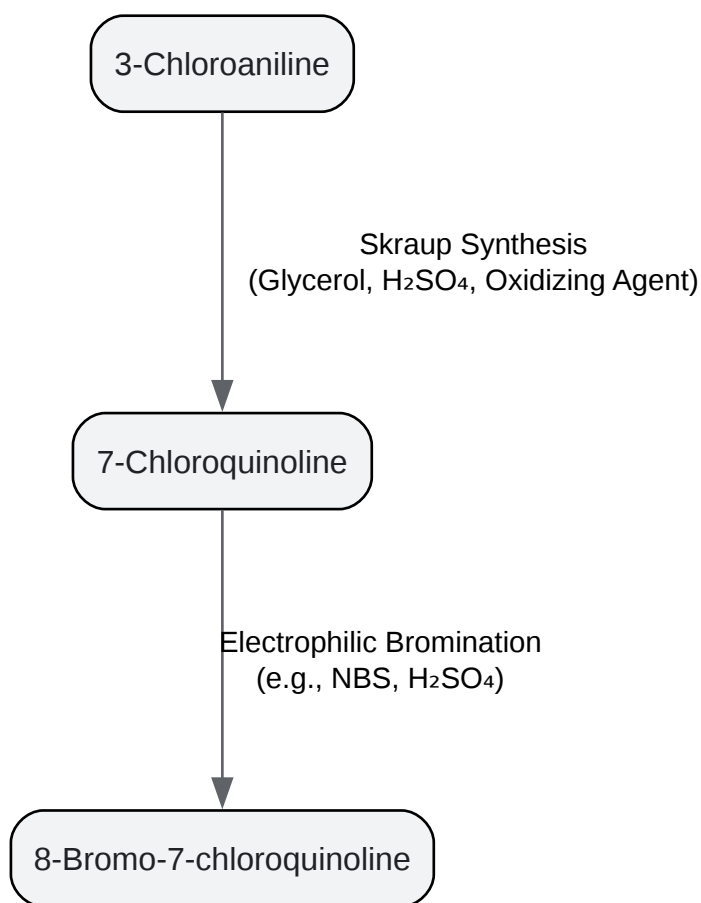 3-Chloroaniline
Skraup Synthesis
(Glycerol, H₂SO₄, Oxidizing Agent)
7-Chloroquinoline
Electrophilic Bromination
(e.g., NBS, H₂SO₄)
8-Bromo-7-chloroquinoline